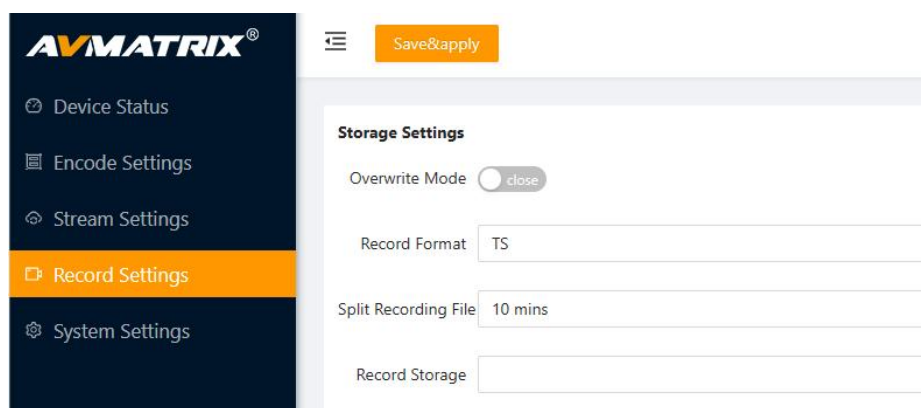 AVMATRIX®
Save&apply
Device Status
Encode Settings
Stream Settings
Record Settings
System Settings
Storage Settings
Overwrite Mode close
Record Format TS
Split Recording File 10 mins
Record Storage